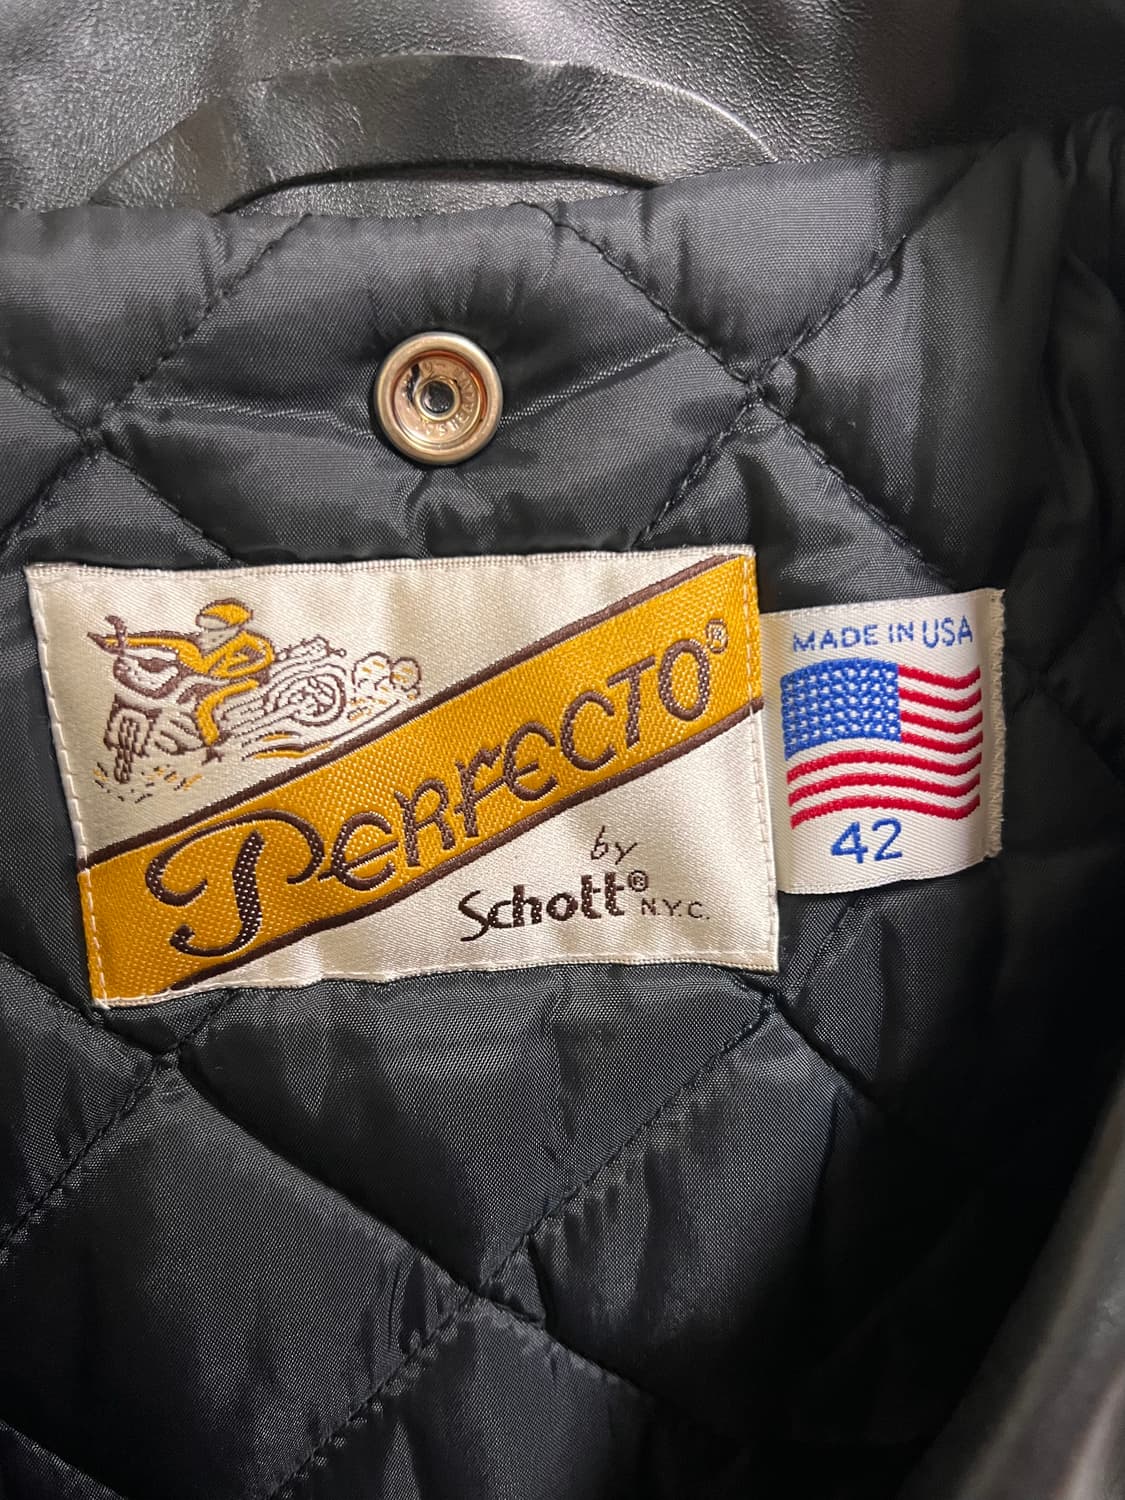 PERFECTO®
by
Schott® N.Y.C.
MADE IN USA
42